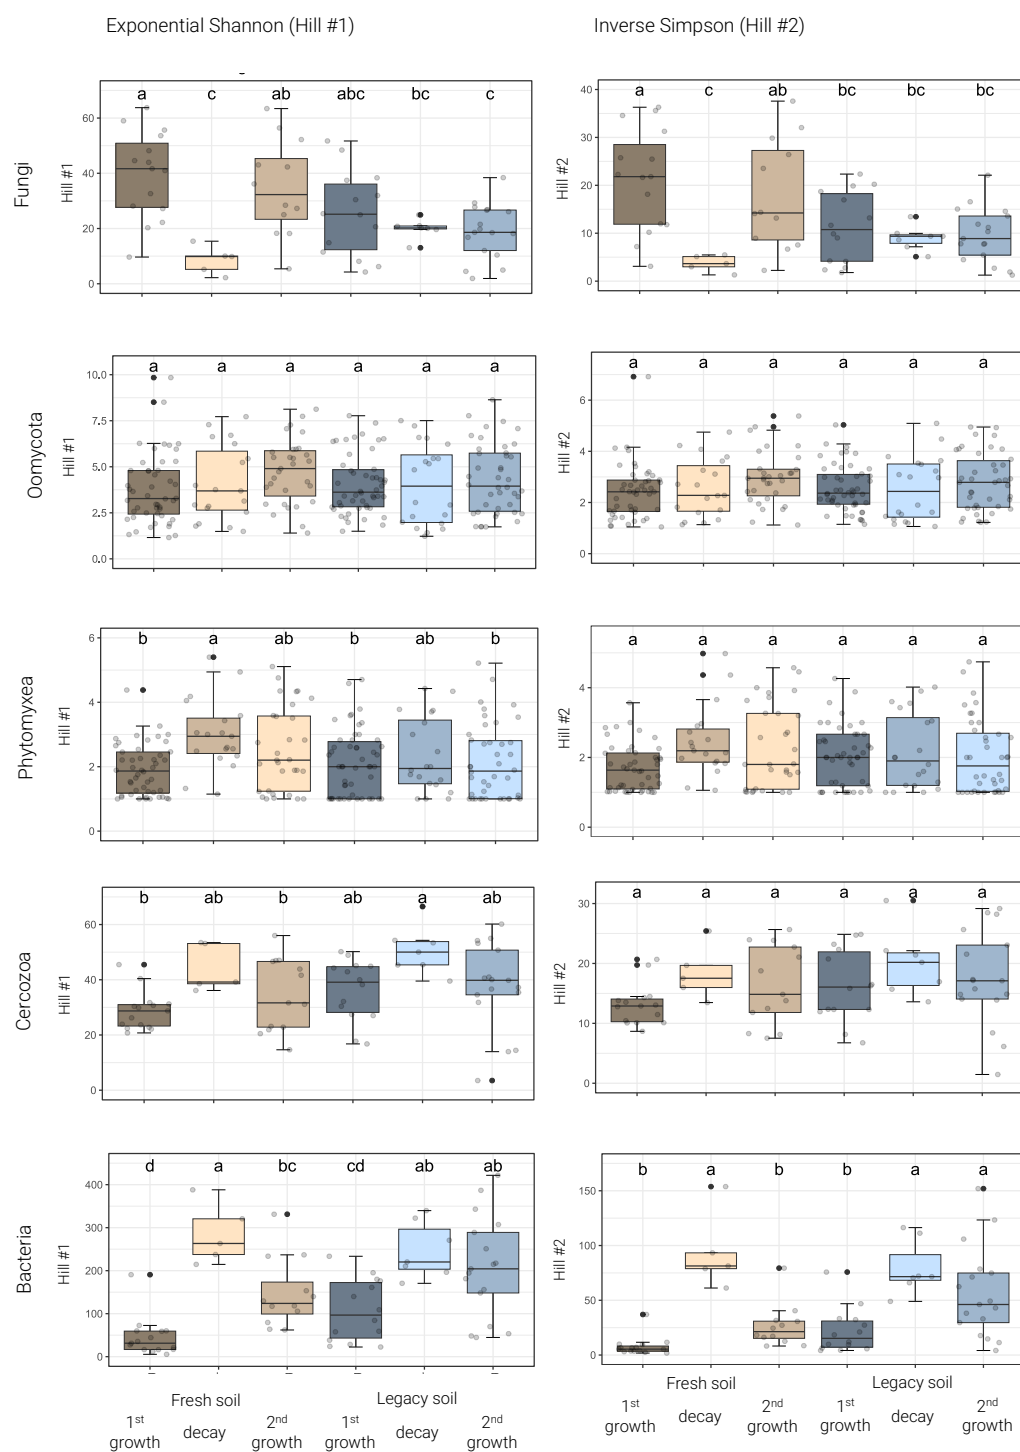 Exponential Shannon (Hill #1)
Inverse Simpson (Hill #2)
Fungi
Hill #1
60
40
20
0
a c ab abc bc c
Hill #2
40
30
20
10
0
a c ab bc bc bc
Oomycota
Hill #1
10.0
7.5
5.0
2.5
0.0
a a a a a a
Hill #2
6
4
2
0
a a a a a a
Phytomyxea
Hill #1
6
4
2
0
b a ab b ab b
Hill #2
4
2
0
a a a a a a
Cercozoa
Hill #1
60
40
20
0
b ab b ab a ab
Hill #2
30
20
10
0
a a a a a a
Bacteria
Hill #1
400
300
200
100
0
d a bc cd ab ab
Hill #2
150
100
50
0
b a b b a a
Fresh soil Legacy soil
1st growth decay 2nd growth 1st growth decay 2nd growth
Fresh soil Legacy soil
1st growth decay 2nd growth 1st growth decay 2nd growth